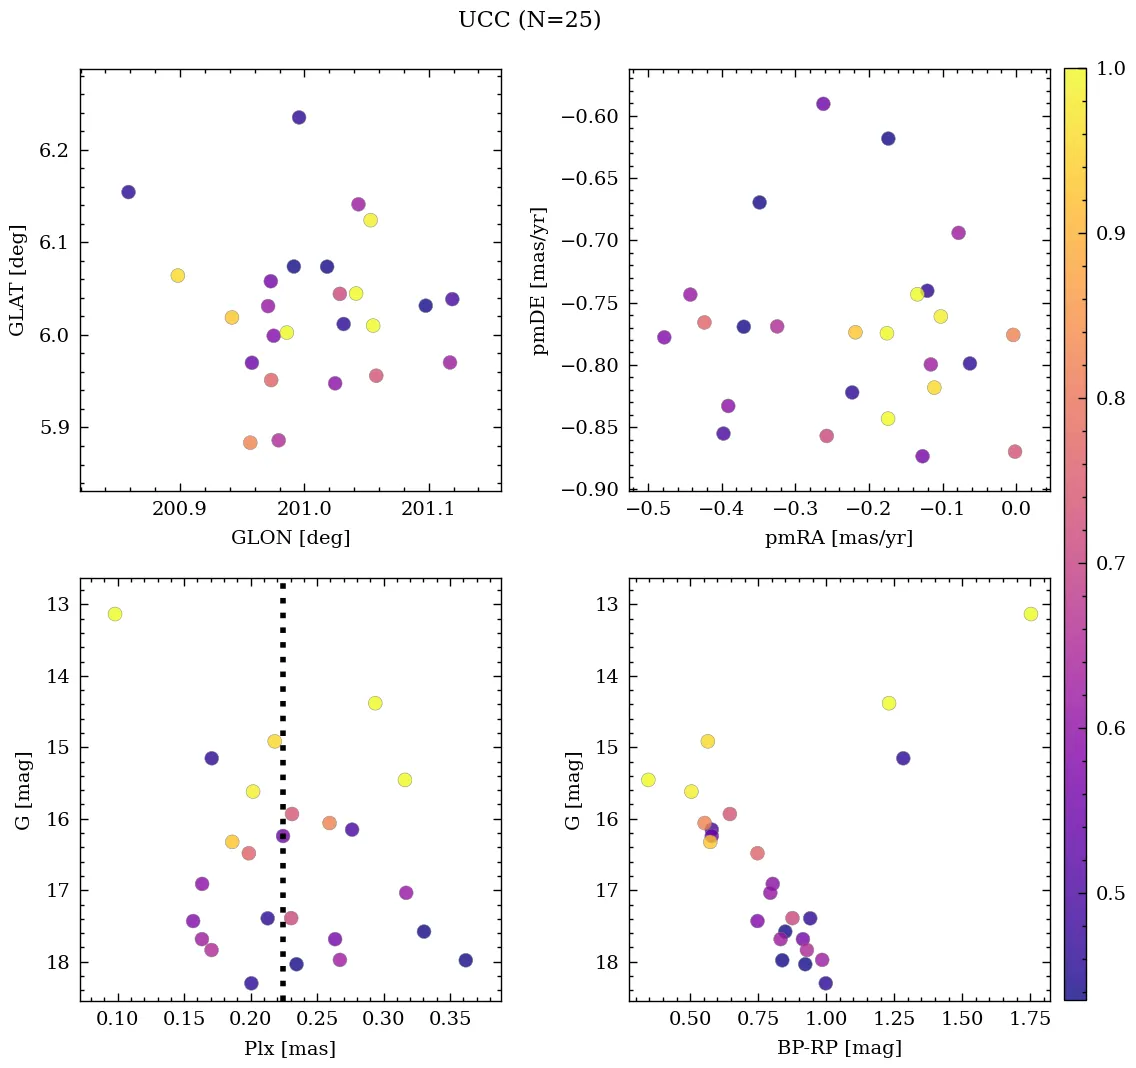 UCC (N=25)
6.2
6.1
6.0
5.9
GLAT [deg]
200.9 201.0 201.1
GLON [deg]
−0.60
−0.65
−0.70
−0.75
−0.80
−0.85
−0.90
pmDE [mas/yr]
−0.5 −0.4 −0.3 −0.2 −0.1 0.0
pmRA [mas/yr]
1.0
0.9
0.8
0.7
0.6
0.5
13
14
15
16
17
18
G [mag]
0.10 0.15 0.20 0.25 0.30 0.35
Plx [mas]
13
14
15
16
17
18
G [mag]
0.50 0.75 1.00 1.25 1.50 1.75
BP-RP [mag]